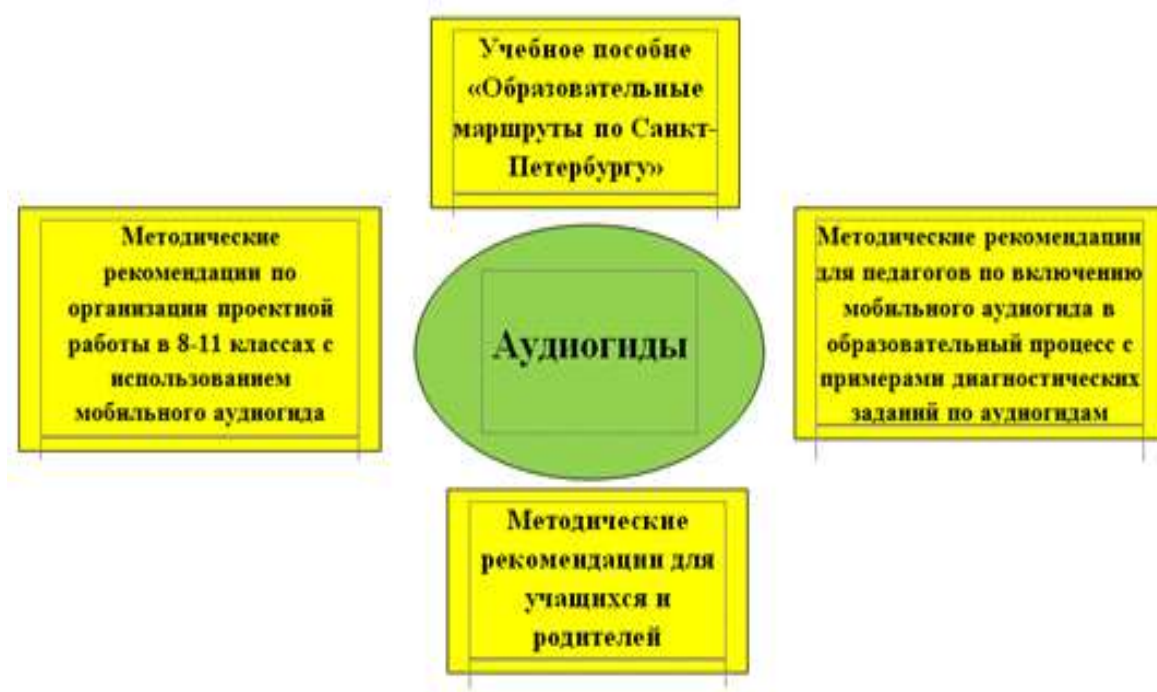 Учебное пособие
«Образовательные
маршруты по Санкт-
Петербургу»
Методические
рекомендации по
организации проектной
работы в 8-11 классах с
использованием
мобильного аудиогида
Аудиогиды
Методические рекомендации
для педагогов по включению
мобильного аудиогида в
образовательный процесс с
примерами диагностических
заданий по аудиогидам
Методические
рекомендации для
учащихся и
родителей